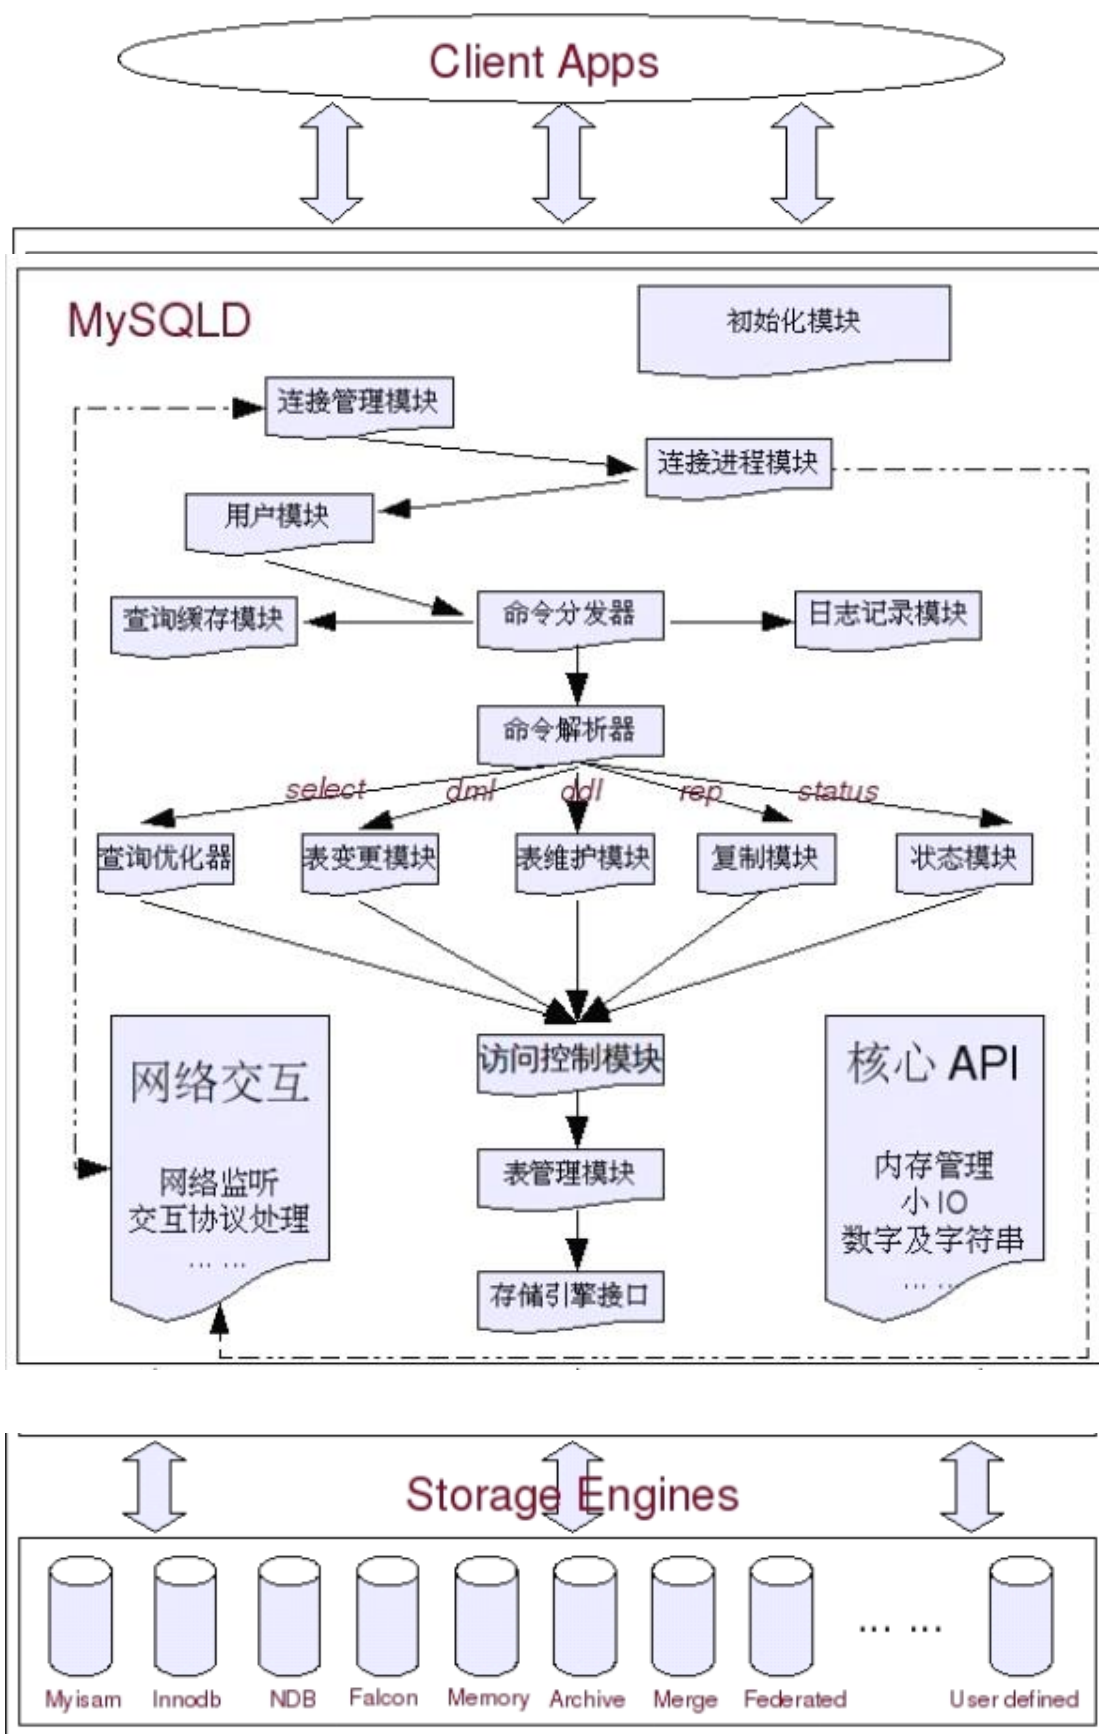 Client Apps
MySQLD
初始化模块
连接管理模块
连接进程模块
用户模块
查询缓存模块
命令分发器
日志记录模块
命令解析器
select
dml
ddl
rep
status
查询优化器
表变更模块
表维护模块
复制模块
状态模块
网络交互
网络监听
交互协议处理
... ...
访问控制模块
表管理模块
存储引擎接口
核心 API
内存管理
小 IO
数字及字符串
... ...
Storage Engines
... ...
Myisam
Innodb
NDB
Falcon
Memory
Archive
Merge
Federated
User defined